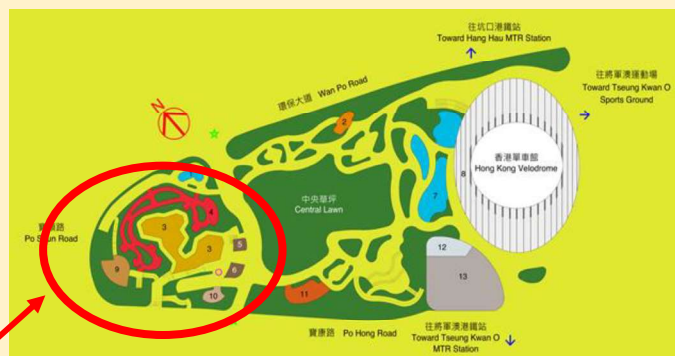 往坑口港鐵站
Toward Hang Hau MTR Station
往將軍澳運動場
Toward Tseung Kwan O
Sports Ground
環保大道 Wan Po Road
N
2
香港單車館
Hong Kong Velodrome
8
1
4
中央草坪
Central Lawn
7
寶順路
Po Shun Road
3
3
5
6
9
10
11
12
13
寶康路 Po Hong Road
往將軍澳港鐵站
Toward Tseung Kwan O
MTR Station